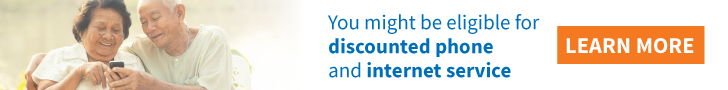 You might be eligible for
discounted phone
and internet service
LEARN MORE